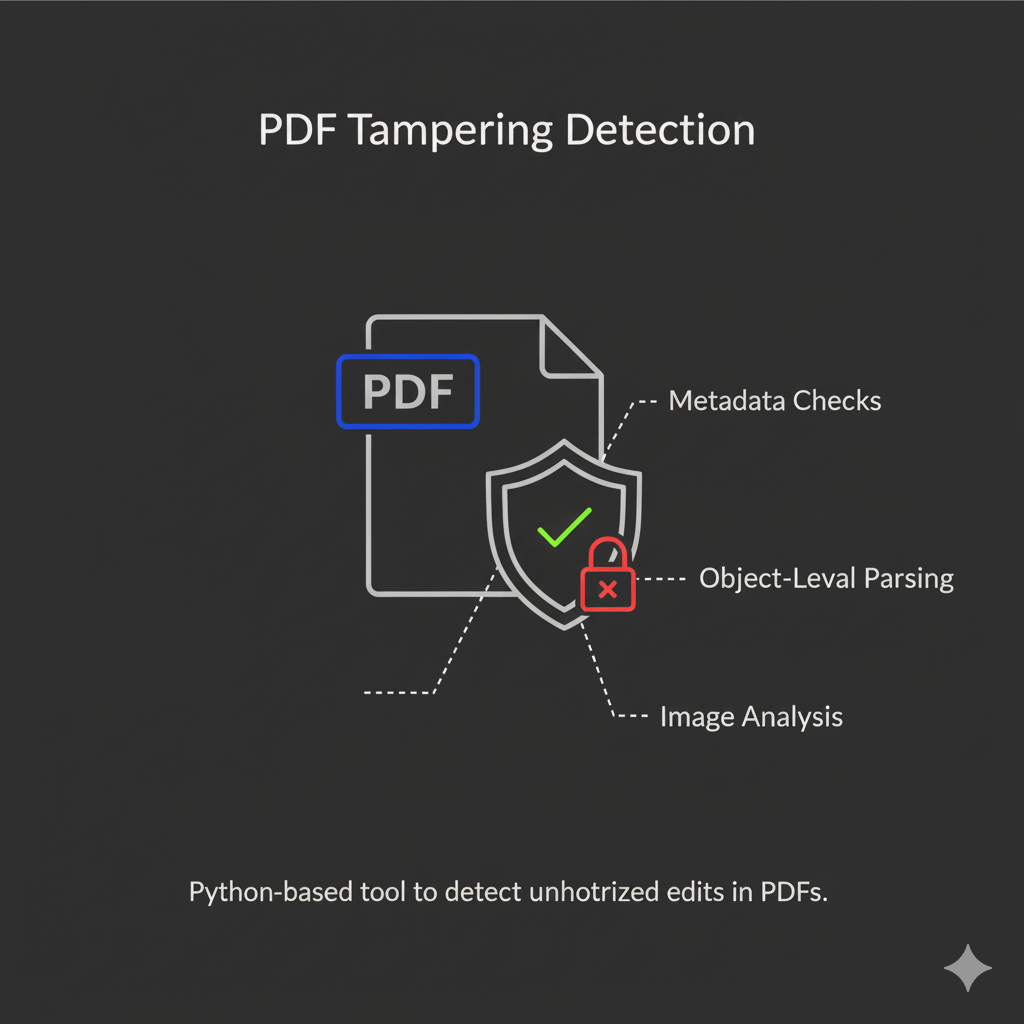 PDF Tampering Detection
PDF
Metadata Checks
Object-Leval Parsing
Image Analysis
Python-based tool to detect unhotrized edits in PDFs.